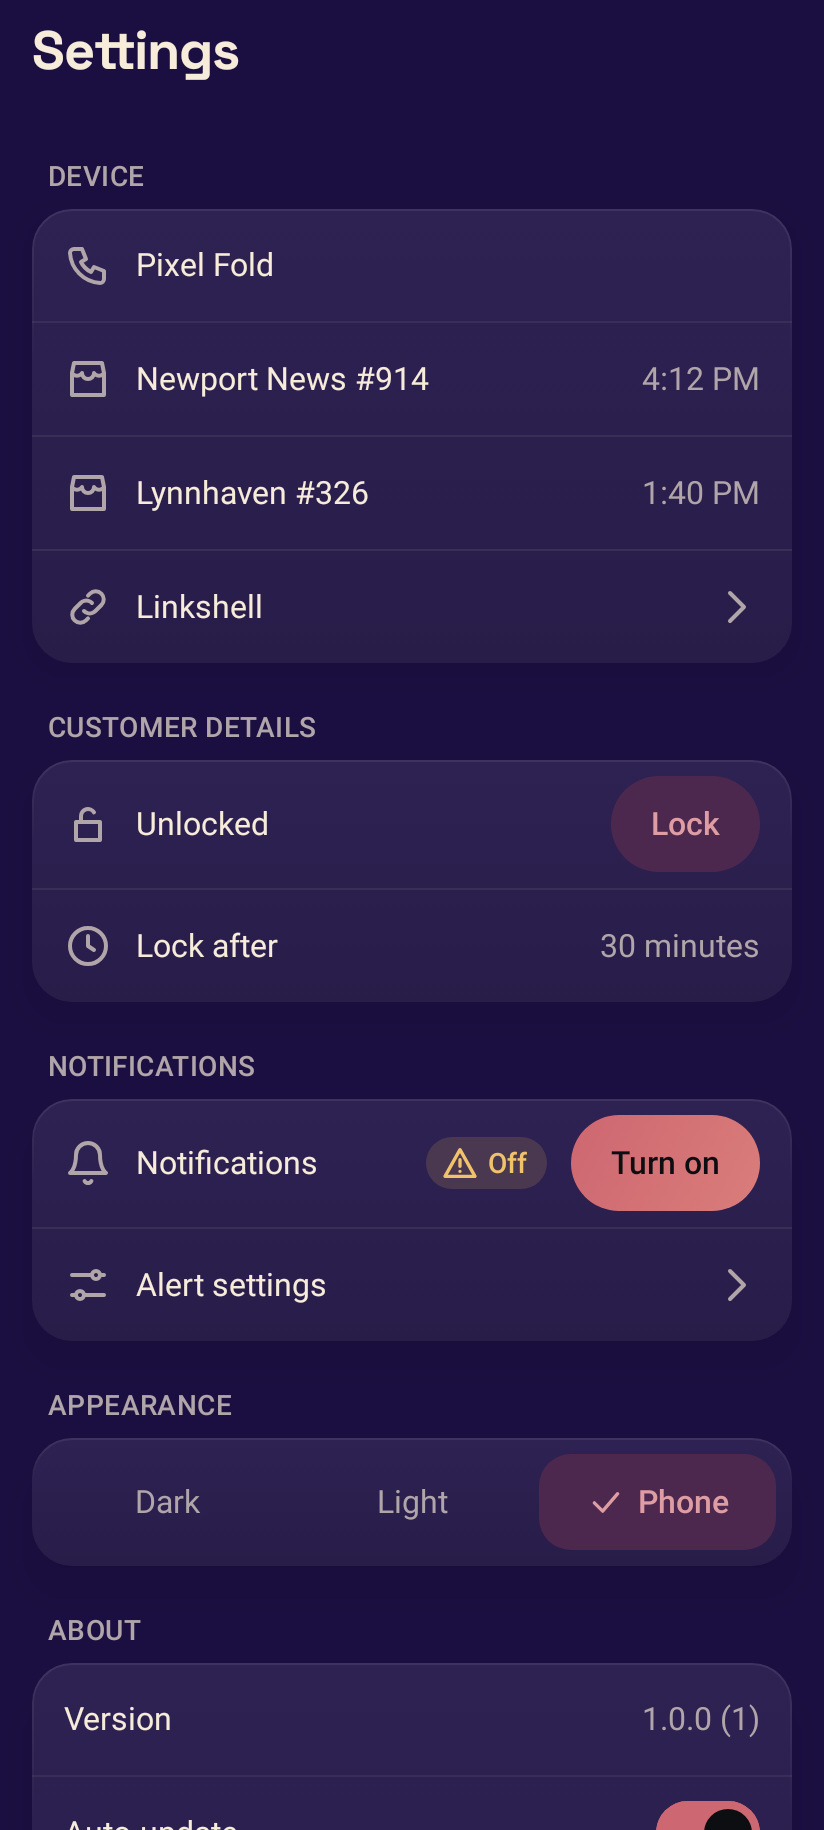 Settings
DEVICE
Pixel Fold
Newport News #914 4:12 PM
Lynnhaven #326 1:40 PM
Linkshell
CUSTOMER DETAILS
Unlocked Lock
Lock after 30 minutes
NOTIFICATIONS
Notifications Off Turn on
Alert settings
APPEARANCE
Dark Light Phone
ABOUT
Version 1.0.0 (1)
Auto update